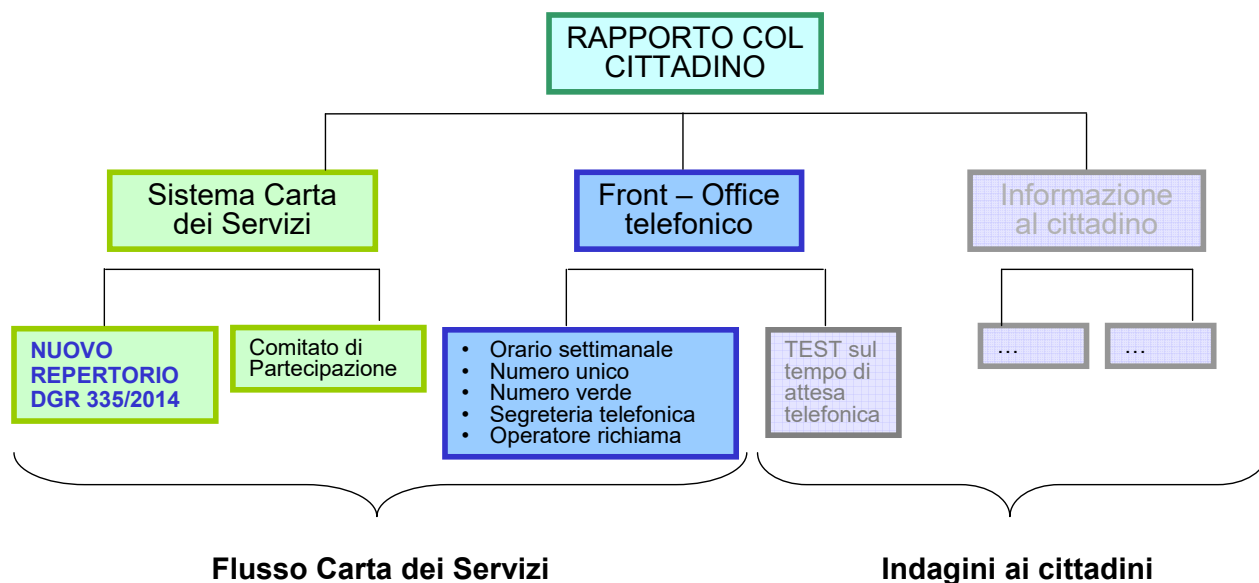 RAPPORTO COL
CITTADINO
Sistema Carta
dei Servizi
Front – Office
telefonico
Informazione
al cittadino
NUOVO
REPERTORIO
DGR 335/2014
Comitato di
Partecipazione
• Orario settimanale
• Numero unico
• Numero verde
• Segreteria telefonica
• Operatore richiama
TEST sul
tempo di
attesa
telefonica
...
...
Flusso Carta dei Servizi
Indagini ai cittadini